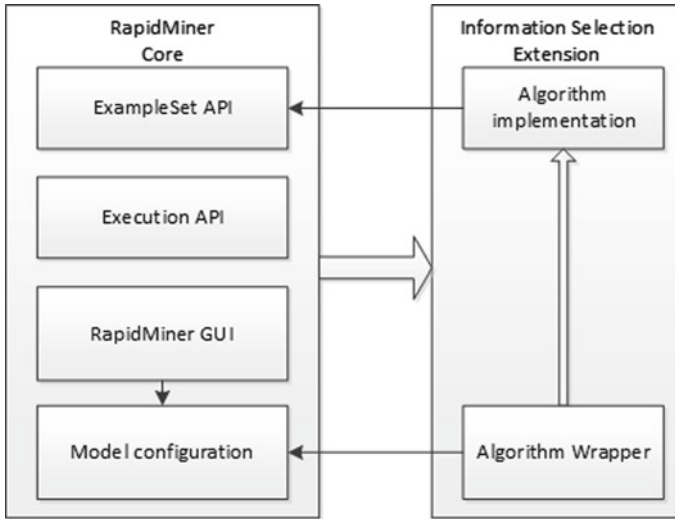 RapidMiner
Core
ExampleSet API
Execution API
RapidMiner GUI
Model configuration
Information Selection
Extension
Algorithm
implementation
Algorithm Wrapper